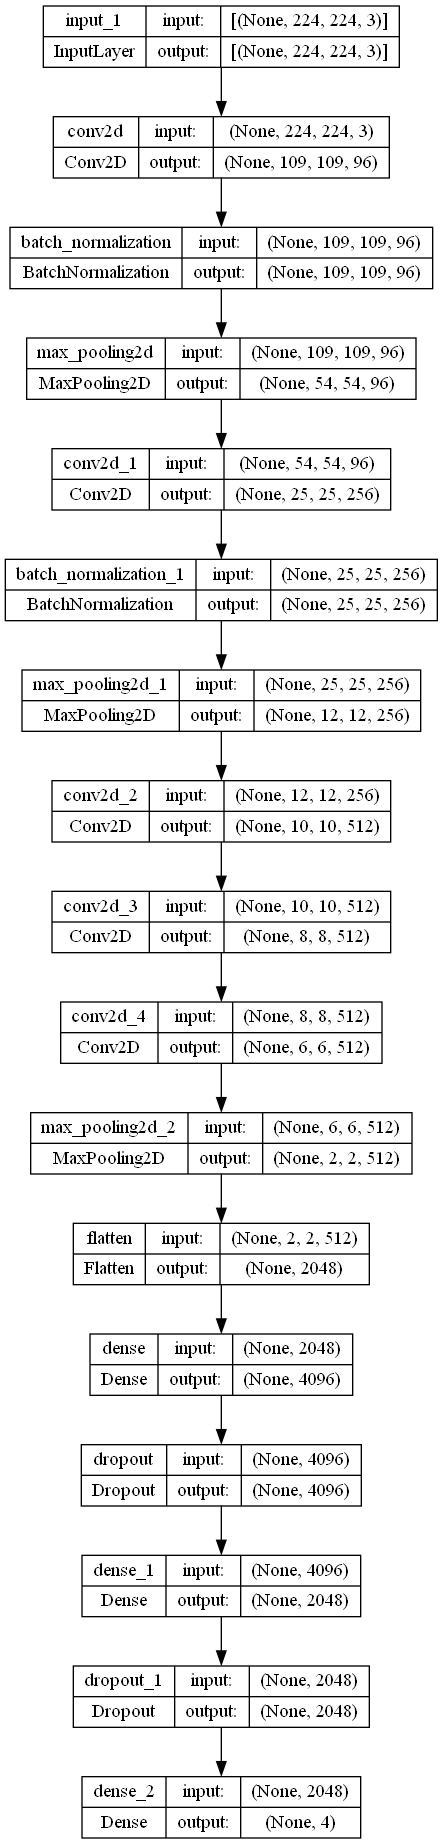 input_1 input: [(None, 224, 224, 3)]
InputLayer output: [(None, 224, 224, 3)]
conv2d input: (None, 224, 224, 3)
Conv2D output: (None, 109, 109, 96)
batch_normalization input: (None, 109, 109, 96)
BatchNormalization output: (None, 109, 109, 96)
max_pooling2d input: (None, 109, 109, 96)
MaxPooling2D output: (None, 54, 54, 96)
conv2d_1 input: (None, 54, 54, 96)
Conv2D output: (None, 25, 25, 256)
batch_normalization_1 input: (None, 25, 25, 256)
BatchNormalization output: (None, 25, 25, 256)
max_pooling2d_1 input: (None, 25, 25, 256)
MaxPooling2D output: (None, 12, 12, 256)
conv2d_2 input: (None, 12, 12, 256)
Conv2D output: (None, 10, 10, 512)
conv2d_3 input: (None, 10, 10, 512)
Conv2D output: (None, 8, 8, 512)
conv2d_4 input: (None, 8, 8, 512)
Conv2D output: (None, 6, 6, 512)
max_pooling2d_2 input: (None, 6, 6, 512)
MaxPooling2D output: (None, 2, 2, 512)
flatten input: (None, 2, 2, 512)
Flatten output: (None, 2048)
dense input: (None, 2048)
Dense output: (None, 4096)
dropout input: (None, 4096)
Dropout output: (None, 4096)
dense_1 input: (None, 4096)
Dense output: (None, 2048)
dropout_1 input: (None, 2048)
Dropout output: (None, 2048)
dense_2 input: (None, 2048)
Dense output: (None, 4)